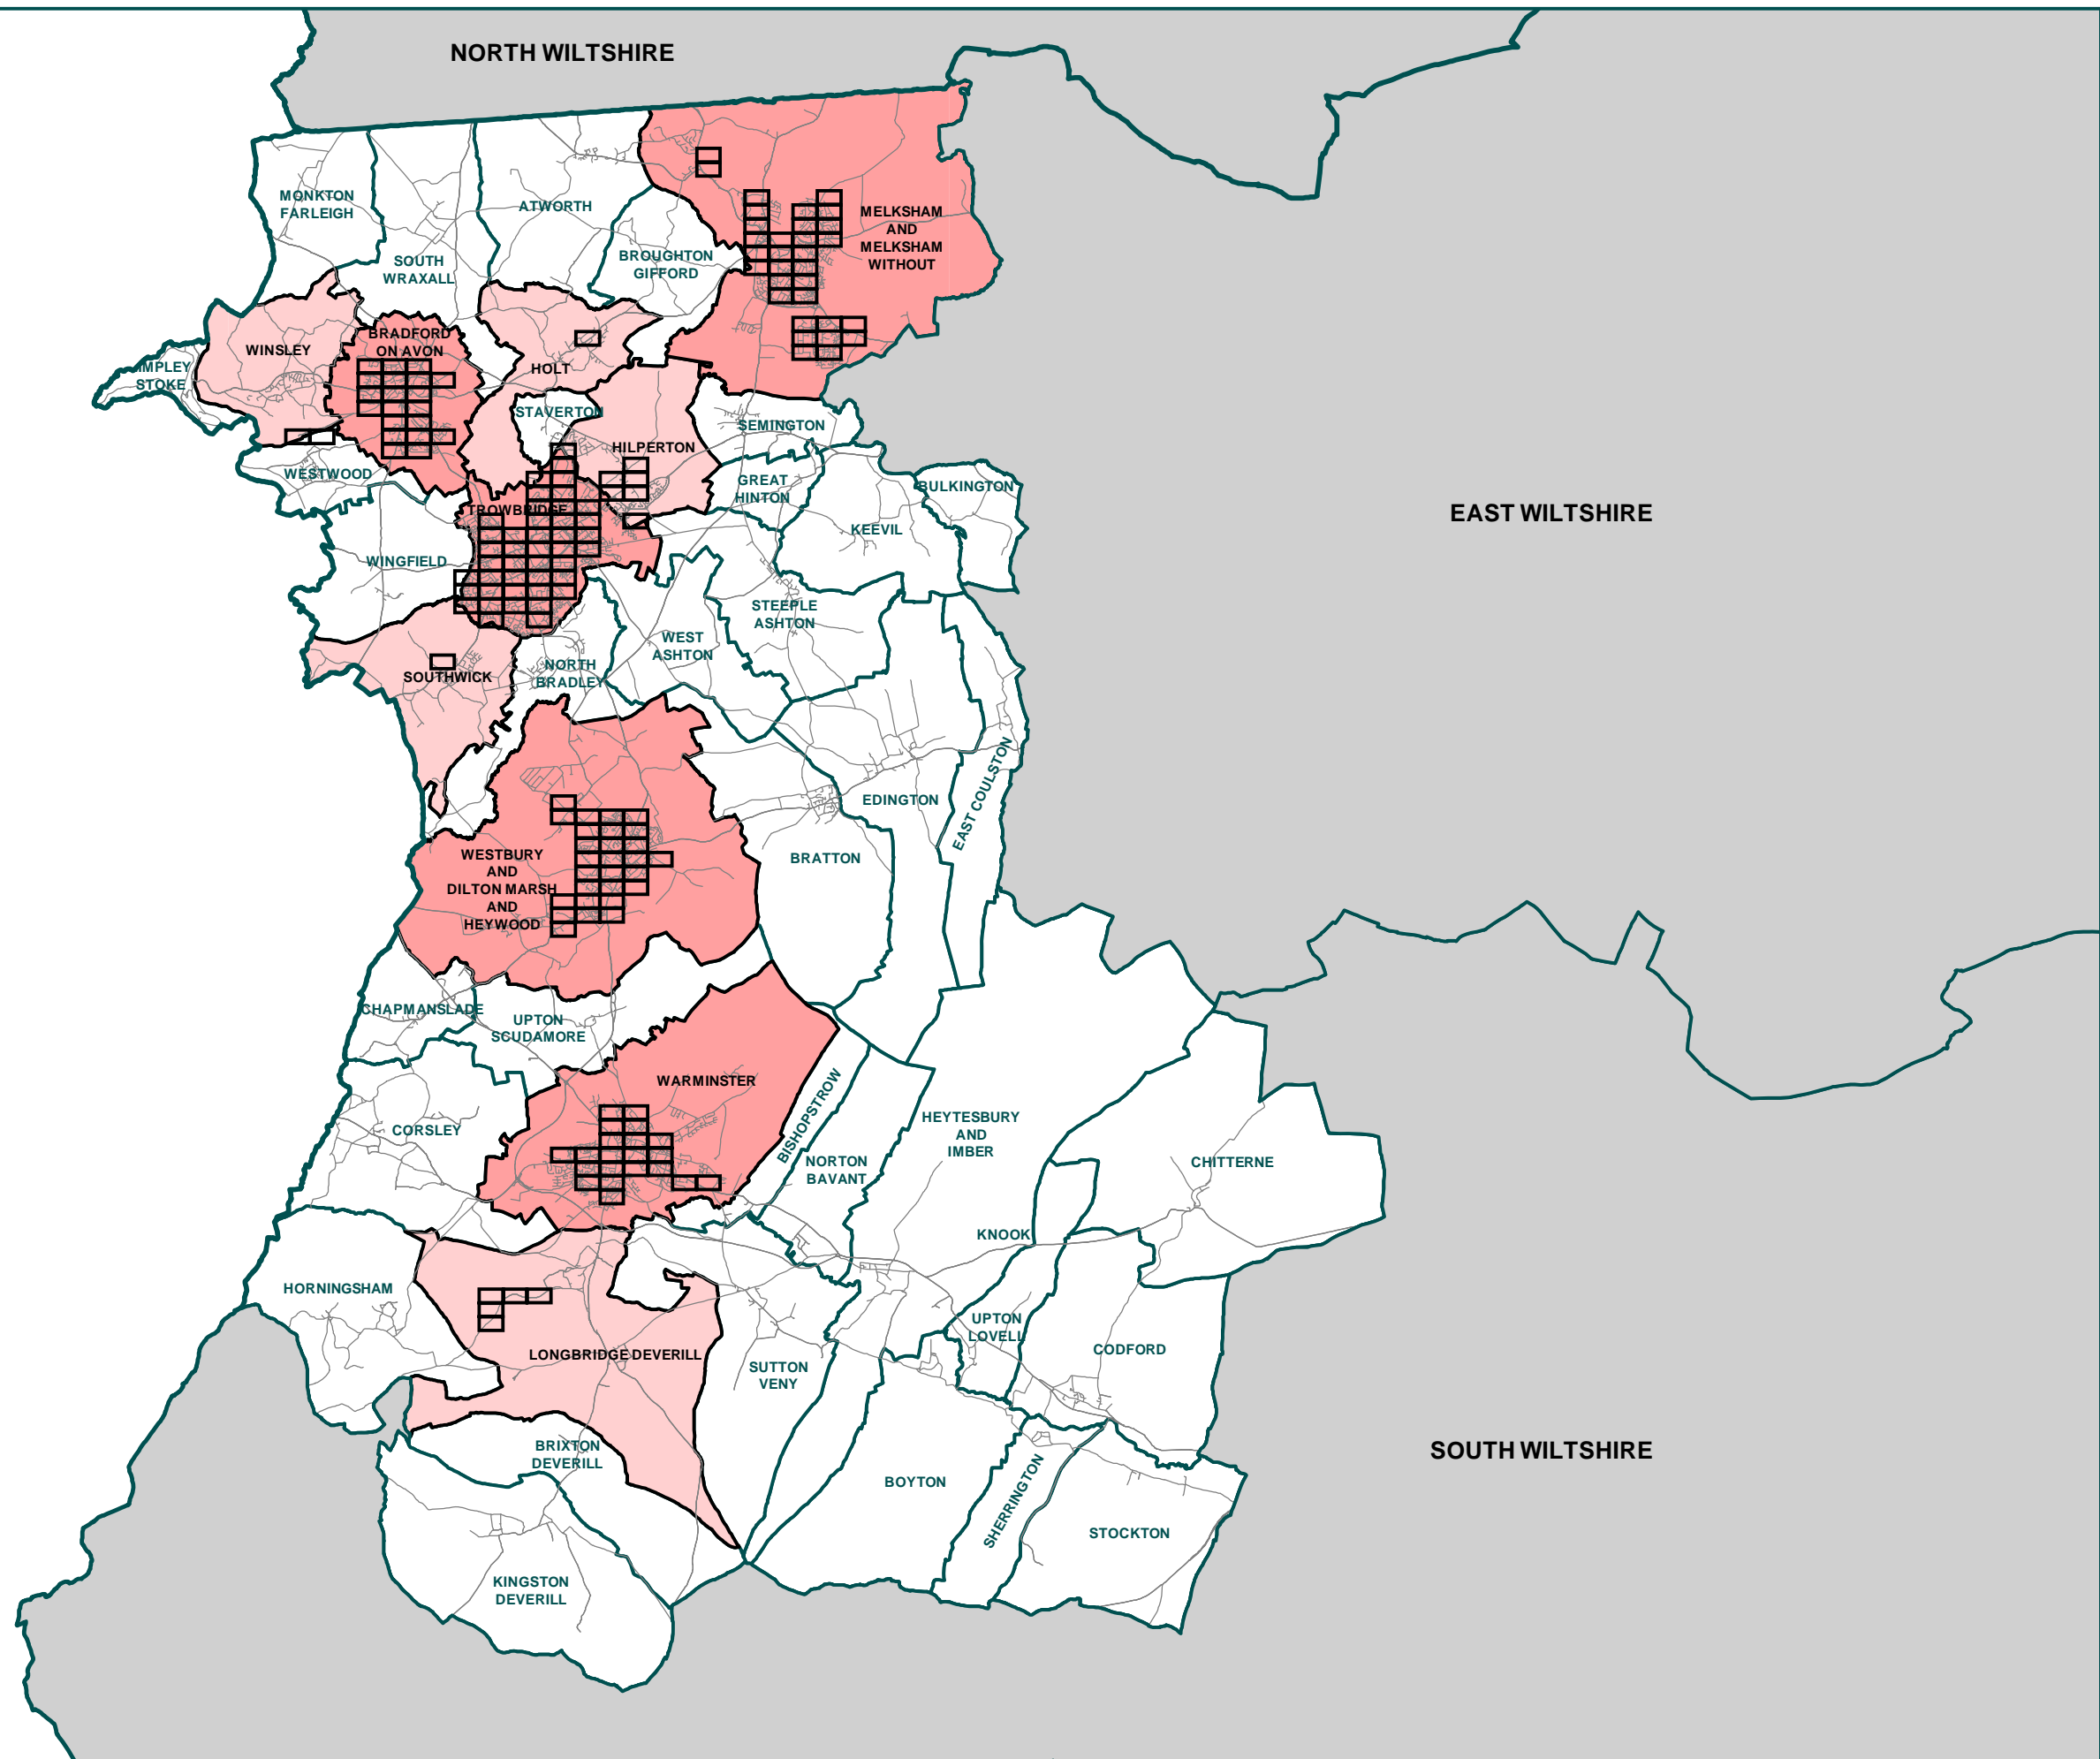 NORTH WILTSHIRE
MONKTON
FARLEIGH
ATWORTH
MELKSHAM
AND
MELKSHAM
WITHOUT
SOUTH
WRAXALL
BROUGHTON
GIFFORD
BRADFORD
ON AVON
WINSLEY
IMPLEY
STOKE
HOLT
STAVERTON
SEMINGTON
HILPERTON
WESTWOOD
GREAT
HINTON
BULKINGTON
TROWBRIDGE
KEEVIL
EAST WILTSHIRE
WINGFIELD
STEEPLE
ASHTON
WEST
ASHTON
NORTH
BRADLEY
SOUTHWICK
EAST COULSTON
EDINGTON
BRATTON
WESTBURY
AND
DILTON MARSH
AND
HEYWOOD
CHAPMANSLADE
UPTON
SCUDAMORE
WARMINSTER
BISHOPSTROW
CORSLEY
HEYTESBURY
AND
IMBER
NORTON
BAVANT
CHITTERNE
KNOOK
HORNINGSHAM
UPTON
LOVELL
CODFORD
LONGBRIDGE DEVERILL
SUTTON
VENY
BRIXTON
DEVERILL
SOUTH WILTSHIRE
BOYTON
SHERRINGTON
STOCKTON
KINGSTON
DEVERILL